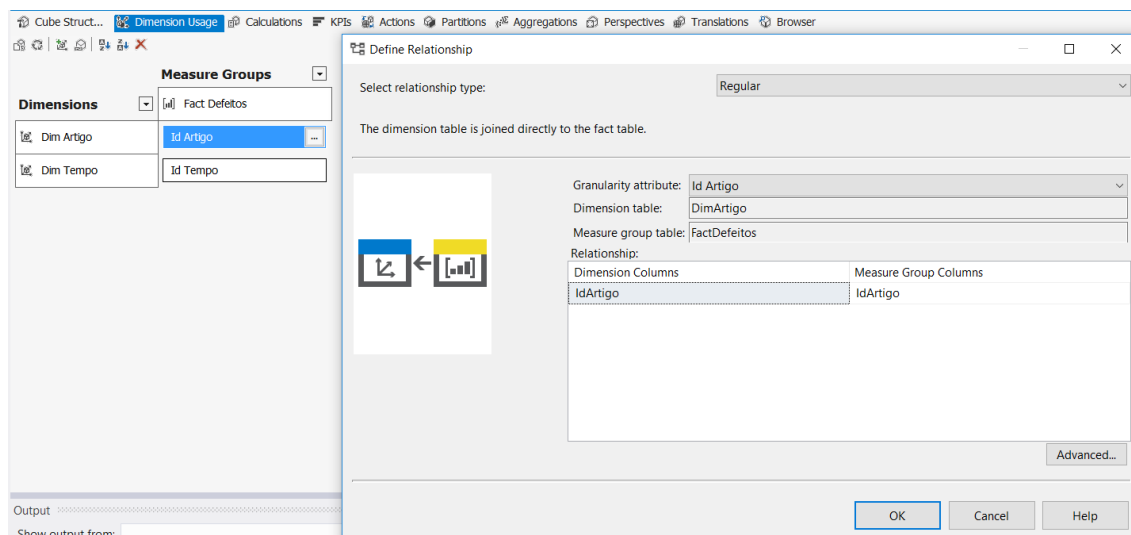 Cube Struct... Dimension Usage Calculations KPIs Actions Partitions Aggregations Perspectives Translations Browser
Define Relationship
Measure Groups
Dimensions
Fact Defeitos
Dim Artigo
Id Artigo
...
Dim Tempo
Id Tempo
Select relationship type:
Regular
The dimension table is joined directly to the fact table.
Granularity attribute:
Id Artigo
Dimension table:
DimArtigo
Measure group table:
FactDefeitos
Relationship:
Dimension Columns
Measure Group Columns
IdArtigo
IdArtigo
Advanced...
OK
Cancel
Help
Output
Show output from: